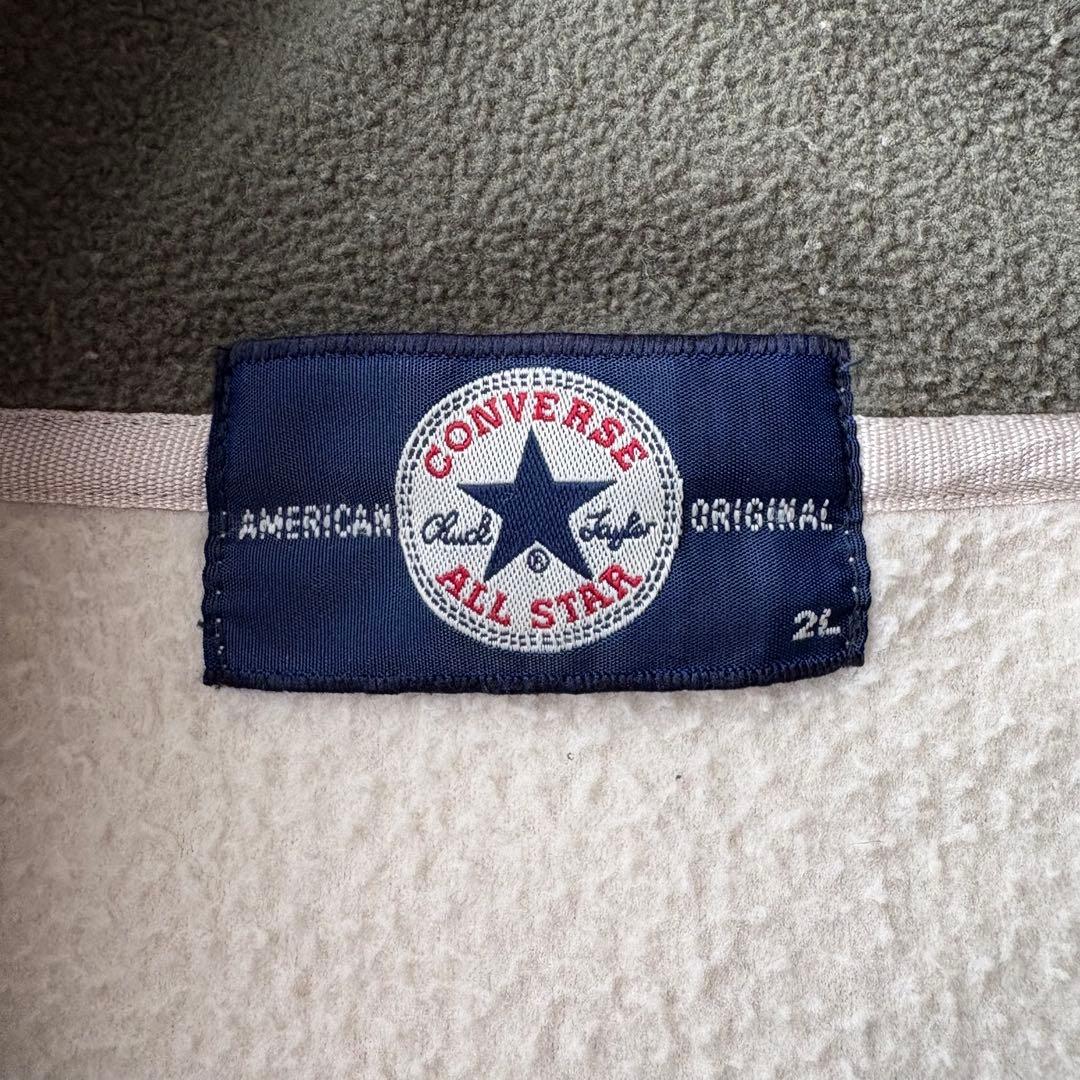 CONVERSE
AMERICAN Chuck Taylor ORIGINAL
®
ALL STAR
2L